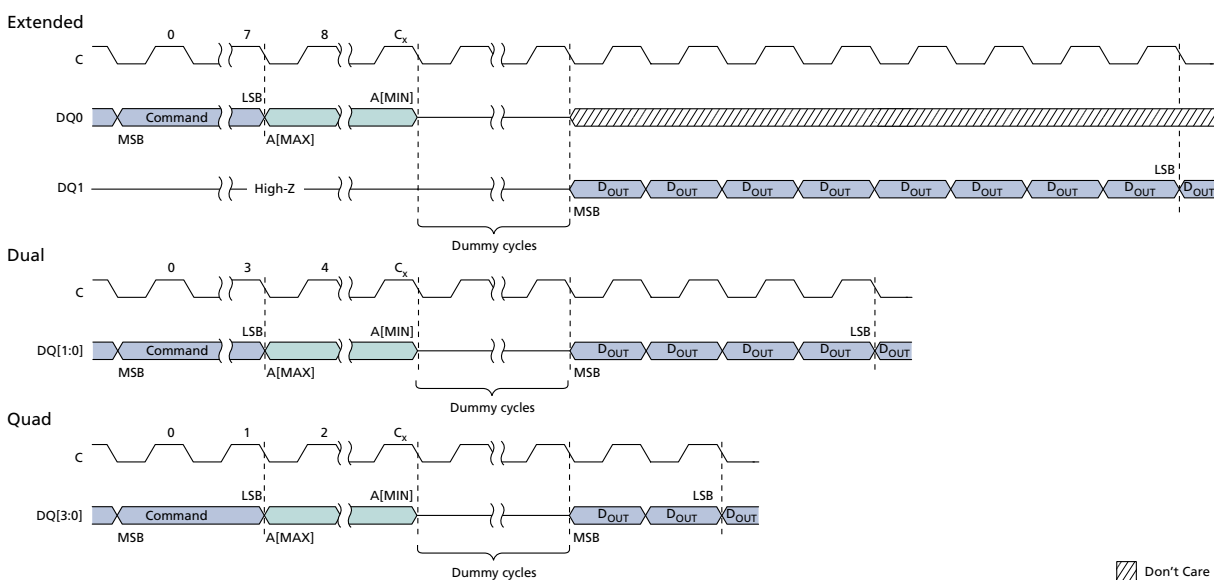 Extended
0 7 8 Cx
C
LSB A[MIN]
DQ0 Command
MSB A[MAX]
LSB
DQ1 High-Z DOUT DOUT DOUT DOUT DOUT DOUT DOUT DOUT DOUT
MSB
Dummy cycles
Dual
0 3 4 Cx
C
LSB A[MIN] LSB
DQ[1:0] Command DOUT DOUT DOUT DOUT DOUT
MSB A[MAX] MSB
Dummy cycles
Quad
0 1 2 Cx
C
LSB A[MIN] LSB
DQ[3:0] Command DOUT DOUT DOUT
MSB A[MAX] MSB
Dummy cycles
Don't Care